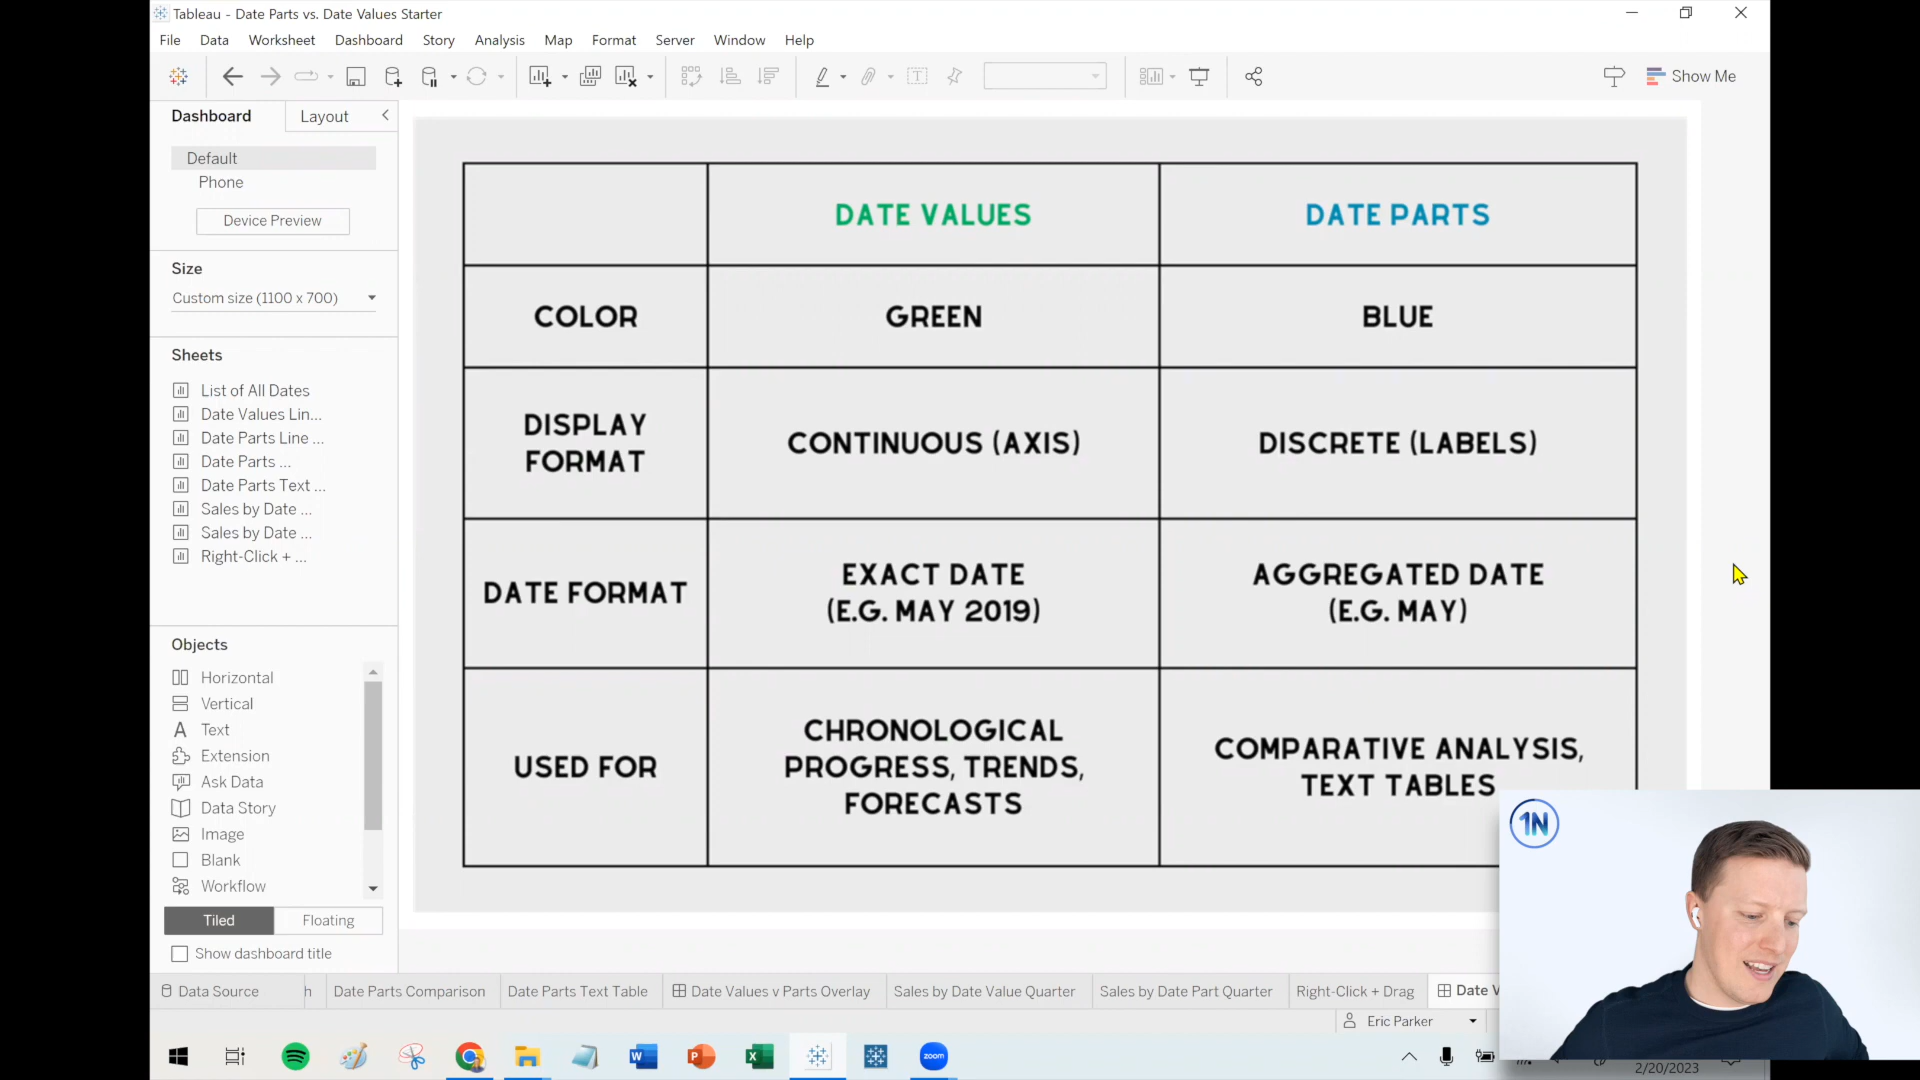 Tableau - Date Parts vs. Date Values Starter
File Data Worksheet Dashboard Story Analysis Map Format Server Window Help
Show Me
Dashboard Layout
Default
Phone
Device Preview
Size
Custom size (1100 x 700)
Sheets
List of All Dates
Date Values Lin...
Date Parts Line ...
Date Parts ...
Date Parts Text ...
Sales by Date ...
Sales by Date ...
Right-Click + ...
Objects
Horizontal
Vertical
Text
Extension
Ask Data
Data Story
Image
Blank
Workflow
Tiled Floating
Show dashboard title
DATE VALUES DATE PARTS
COLOR GREEN BLUE
DISPLAY
FORMAT
CONTINUOUS (AXIS) DISCRETE (LABELS)
DATE FORMAT
EXACT DATE
(E.G. MAY 2019)
AGGREGATED DATE
(E.G. MAY)
USED FOR
CHRONOLOGICAL
PROGRESS, TRENDS,
FORECASTS
COMPARATIVE ANALYSIS,
TEXT TABLES
1N
Data Source h Date Parts Comparison Date Parts Text Table Date Values v Parts Overlay Sales by Date Value Quarter Sales by Date Part Quarter Right-Click + Drag Date V
Eric Parker
zoom
2/20/2023